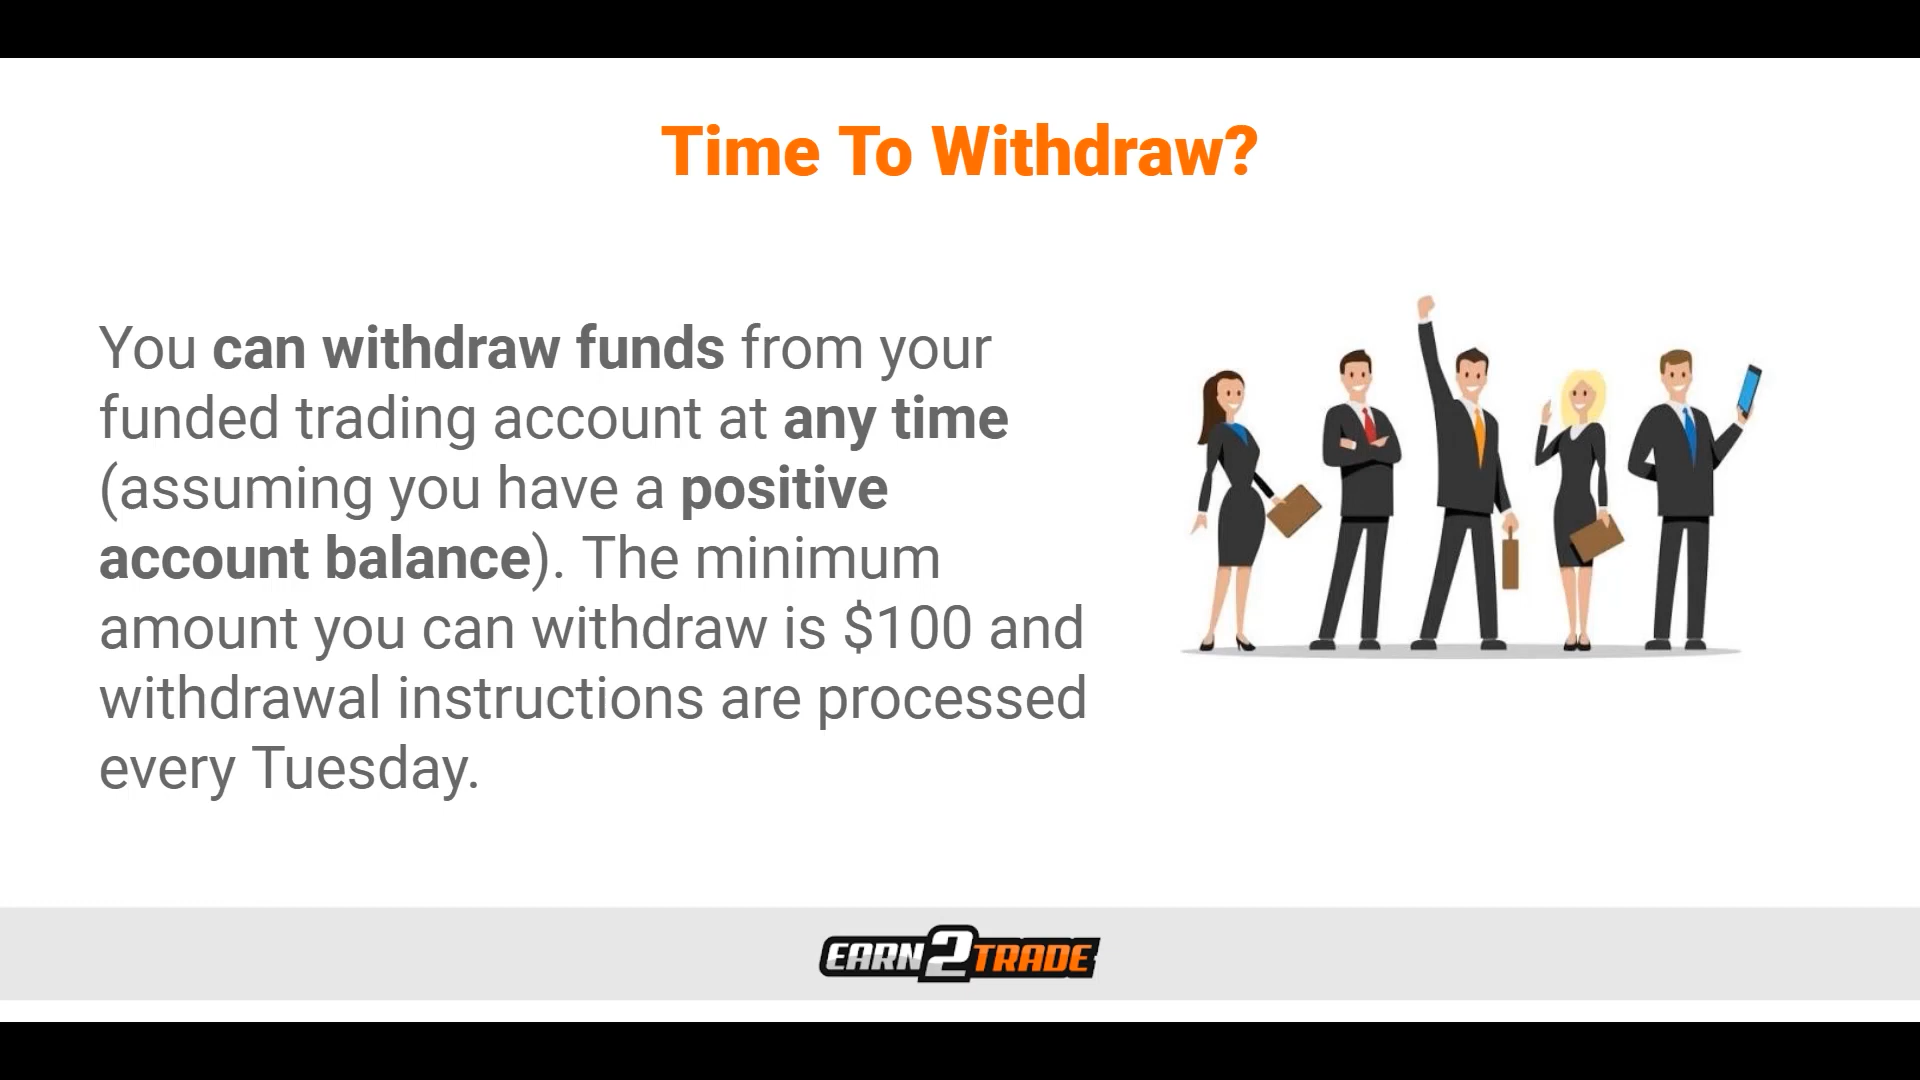 Time To Withdraw?
You can withdraw funds from your
funded trading account at any time
(assuming you have a positive
account balance). The minimum
amount you can withdraw is $100 and
withdrawal instructions are processed
every Tuesday.
EARN2TRADE